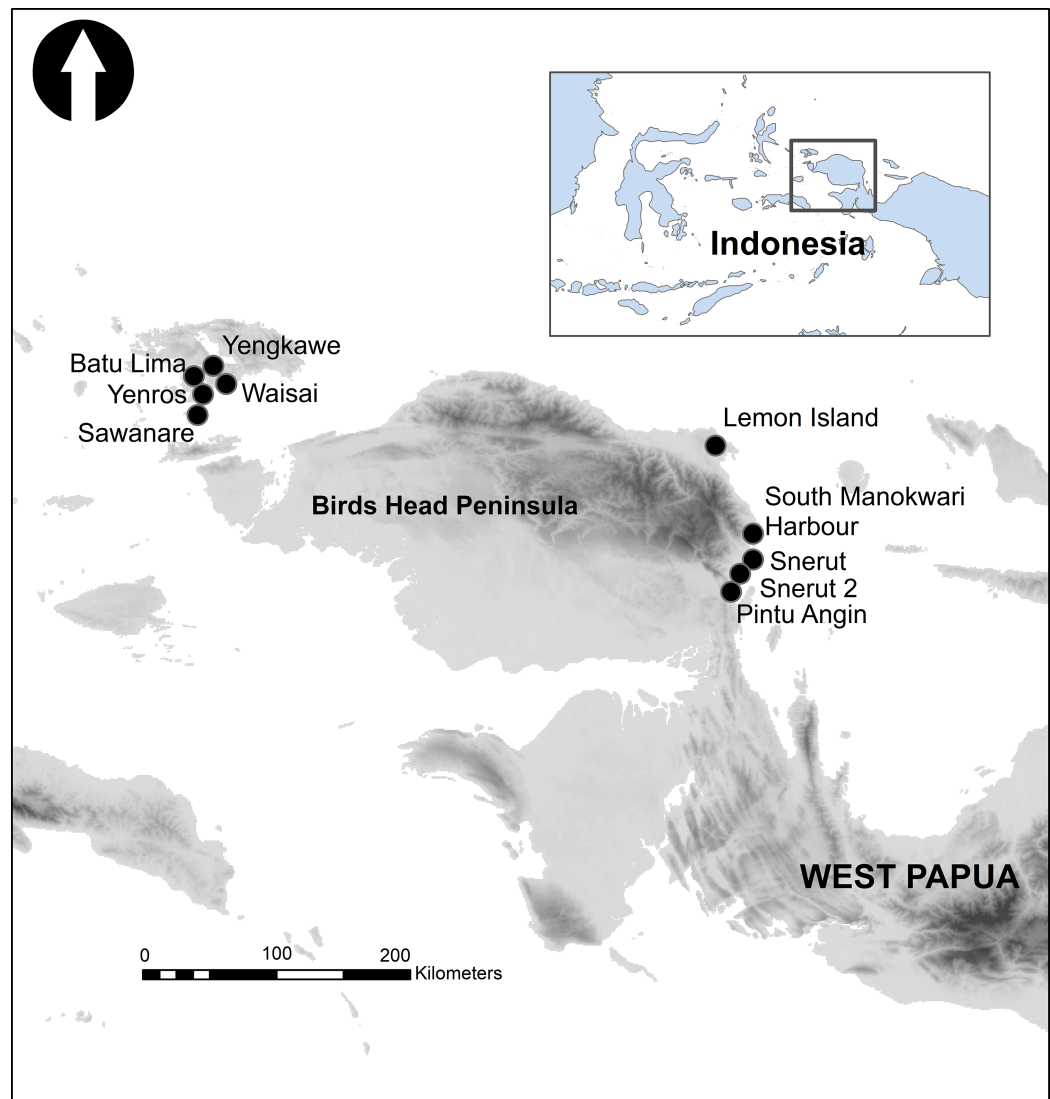 Indonesia
Yengkawe
Batu Lima
Waisai
Yenros
Sawanare
Lemon Island
Birds Head Peninsula
South Manokwari
Harbour
Snerut
Snerut 2
Pintu Angin
WEST PAPUA
0 100 200
Kilometers